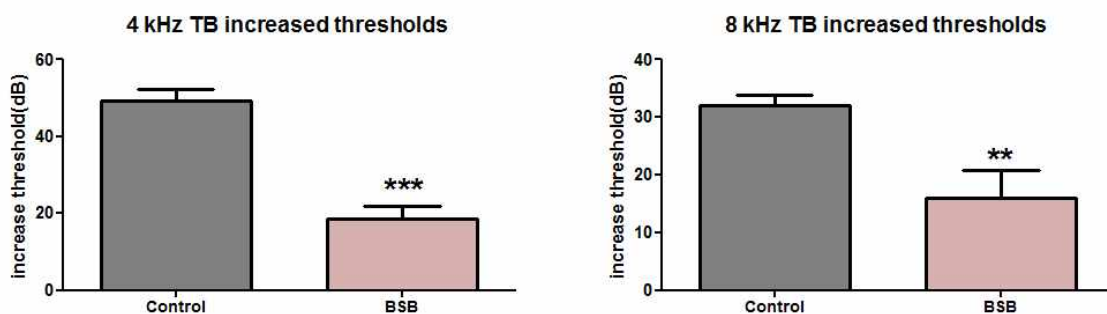 4 kHz TB increased thresholds
increase threshold(dB)
60
40
20
0
***
Control
BSB
8 kHz TB increased thresholds
increase threshold(dB)
40
30
20
10
0
**
Control
BSB